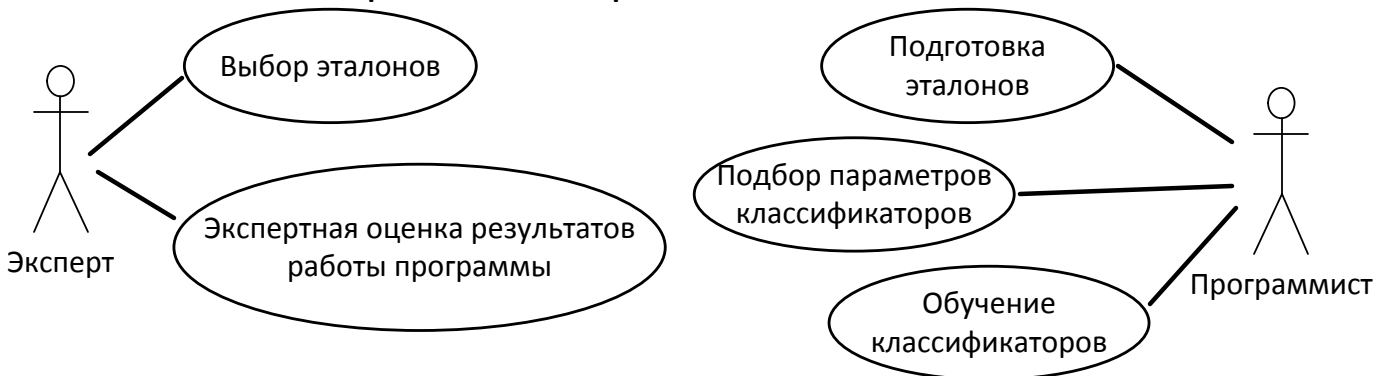 Выбор эталонов
Экспертная оценка результатов
работы программы
Эксперт
Подготовка
эталонов
Подбор параметров
классификаторов
Обучение
классификаторов
Программист